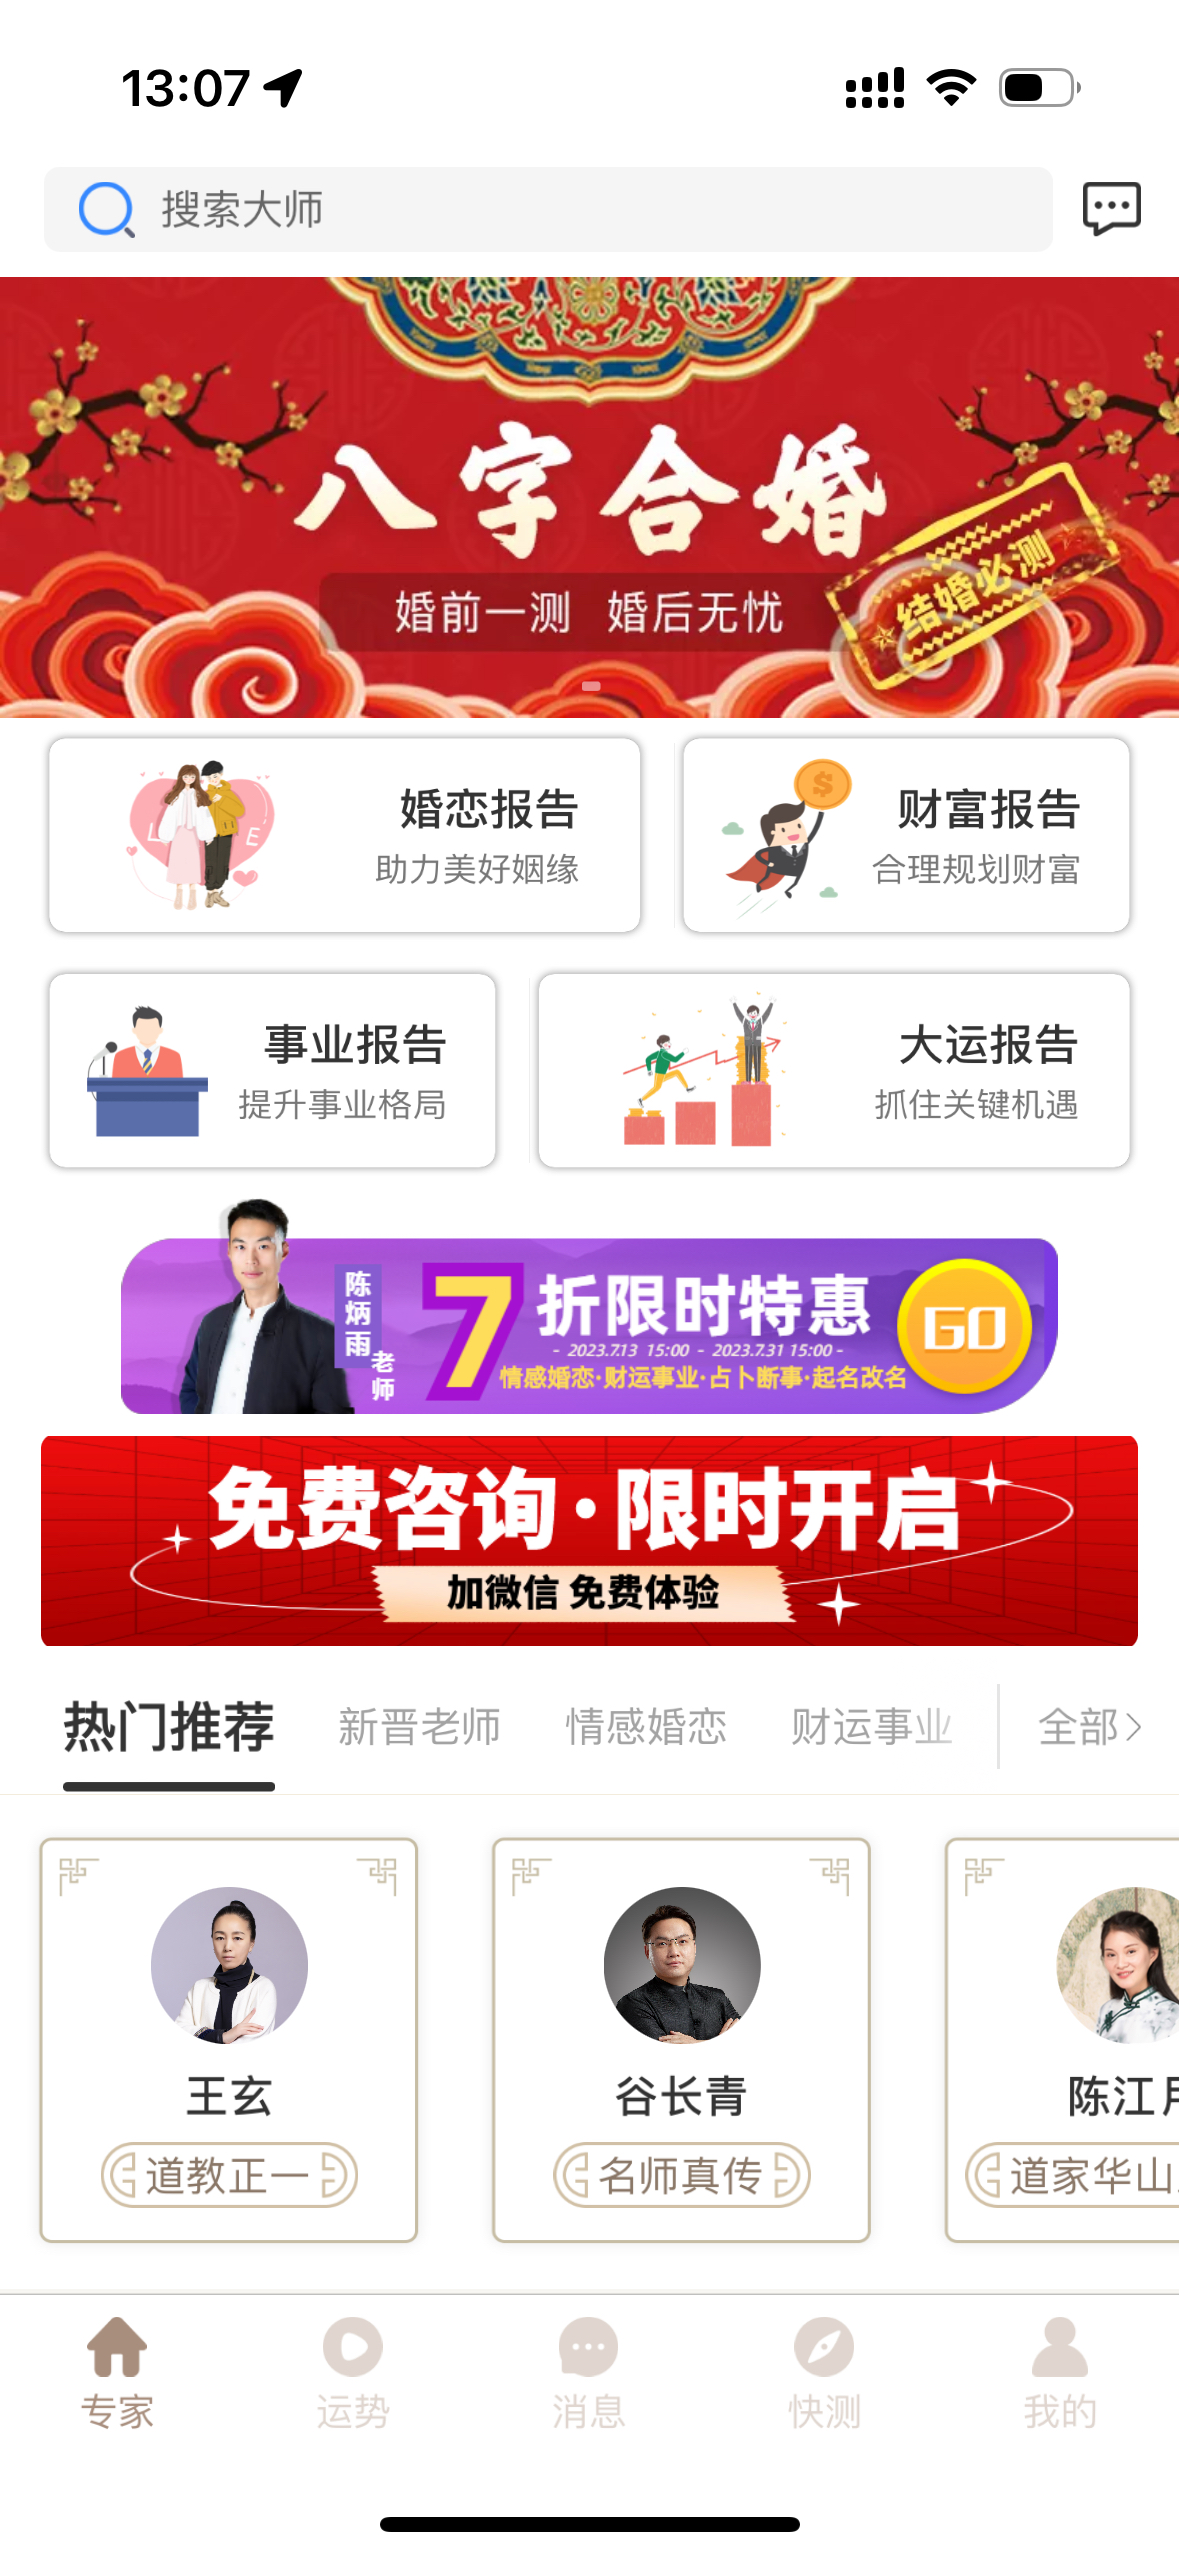 13:07
搜索大师
八字合婚
婚前一测 婚后无忧
结婚必测
L
E
婚恋报告
助力美好姻缘
$
财富报告
合理规划财富
事业报告
提升事业格局
大运报告
抓住关键机遇
陈炳雨
老师
7折限时特惠
- 2023.7.13 15:00 - 2023.7.31 15:00 -
情感婚恋·财运事业·占卜断事·起名改名
GO
免费咨询·限时开启
加微信 免费体验
热门推荐 新晋老师 情感婚恋 财运事业 全部>
王玄
道教正一
谷长青
名师真传
陈江
道家华山
专家 运势 消息 快测 我的